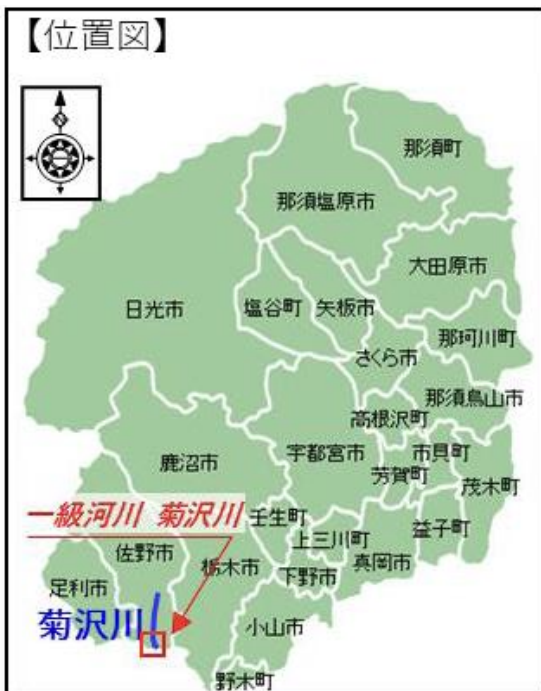 【位置図】
那須町
那須塩原市
大田原市
日光市
塩谷町
矢板市
那珂川町
さくら市
那須烏山市
高根沢町
鹿沼市
宇都宮市
市貝町
芳賀町
茂木町
一級河川 菊沢川
壬生町
上三川町
益子町
佐野市
栃木市
下野市
真岡市
足利市
菊沢川
小山市
野木町